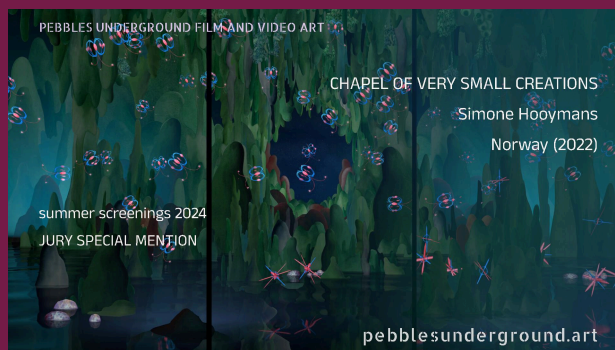 PEBBLES UNDERGROUND FILM AND VIDEO ART
CHAPEL OF VERY SMALL CREATIONS
Simone Hooymans
Norway (2022)
summer screenings 2024
JURY SPECIAL MENTION
pebblesunderground.art